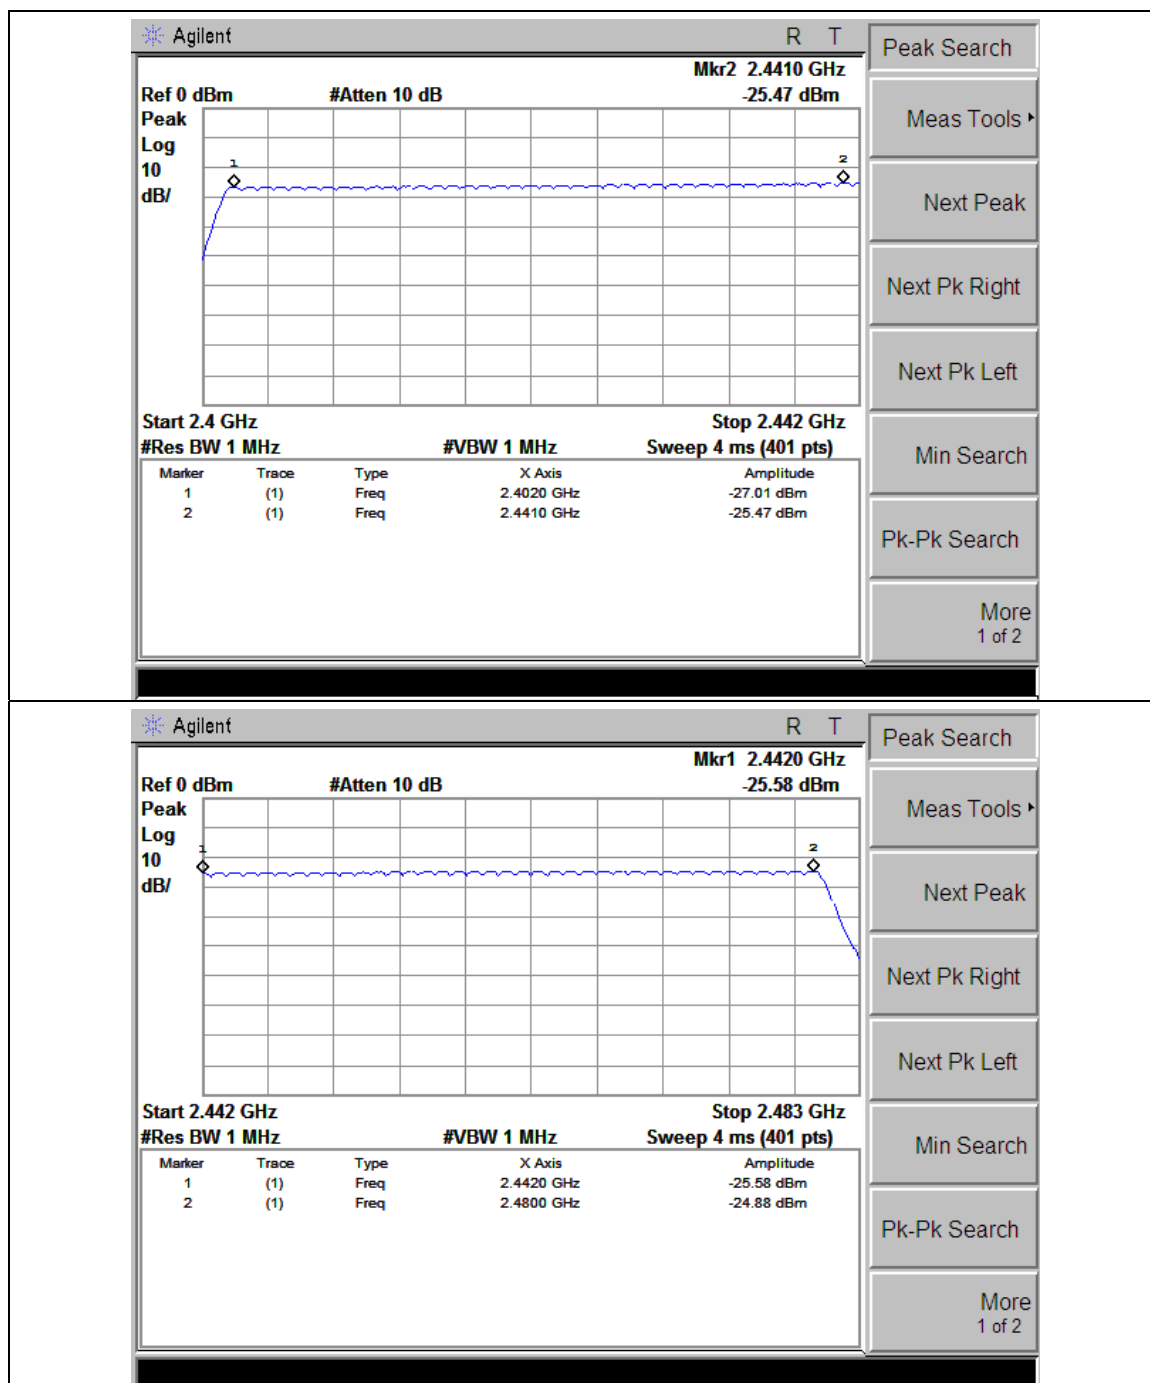 Agilent R T
Peak Search
Mkr2 2.4410 GHz
Ref 0 dBm #Atten 10 dB -25.47 dBm
Peak
Log
10
dB/
1
2
Meas Tools
Next Peak
Next Pk Right
Next Pk Left
Min Search
Pk-Pk Search
More
1 of 2
Start 2.4 GHz Stop 2.442 GHz
#Res BW 1 MHz #VBW 1 MHz Sweep 4 ms (401 pts)
Marker Trace Type X Axis Amplitude
1 (1) Freq 2.4020 GHz -27.01 dBm
2 (1) Freq 2.4410 GHz -25.47 dBm
Agilent R T
Peak Search
Mkr1 2.4420 GHz
Ref 0 dBm #Atten 10 dB -25.58 dBm
Peak
Log
10
dB/
1
2
Meas Tools
Next Peak
Next Pk Right
Next Pk Left
Min Search
Pk-Pk Search
More
1 of 2
Start 2.442 GHz Stop 2.483 GHz
#Res BW 1 MHz #VBW 1 MHz Sweep 4 ms (401 pts)
Marker Trace Type X Axis Amplitude
1 (1) Freq 2.4420 GHz -25.58 dBm
2 (1) Freq 2.4800 GHz -24.88 dBm